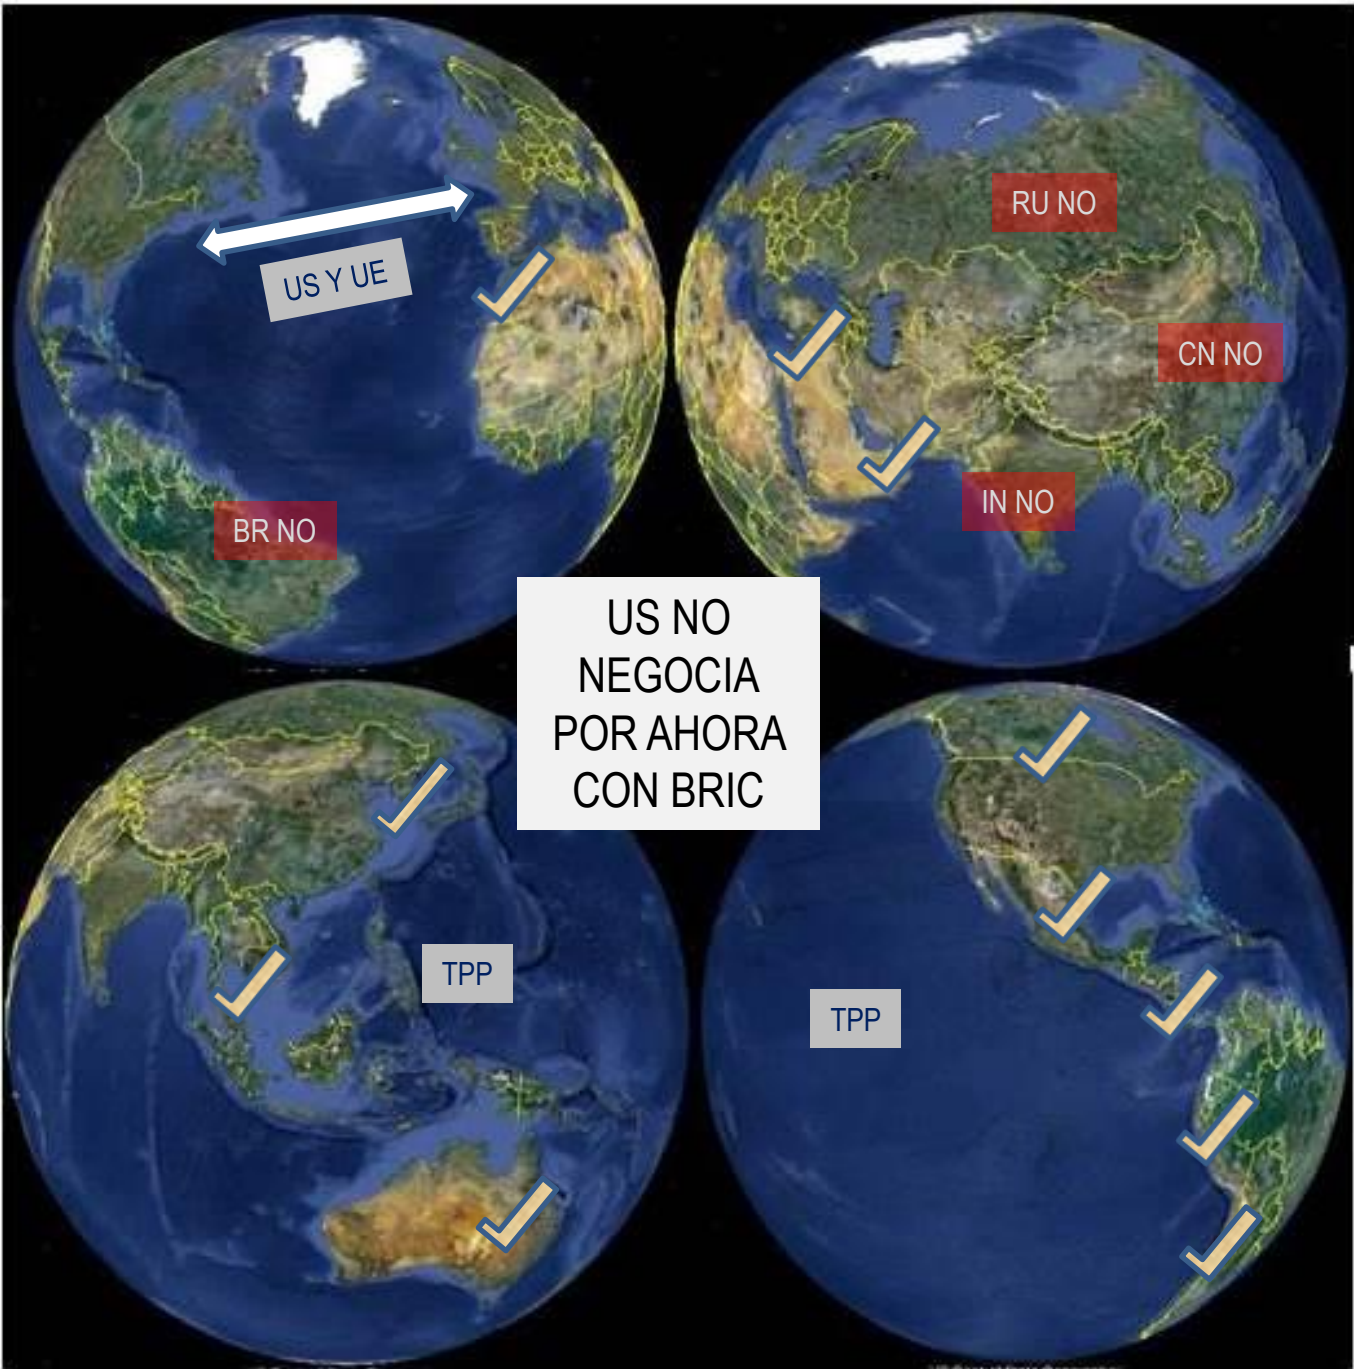 US Y UE
BR NO
RU NO
CN NO
IN NO
US NO
NEGOCIA
POR AHORA
CON BRIC
TPP
TPP